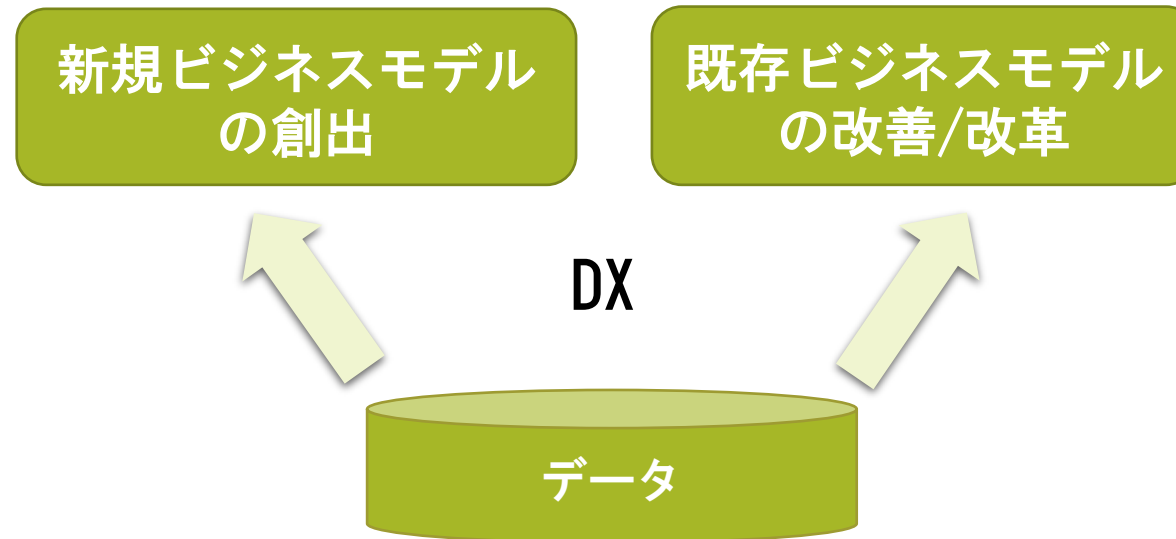 新規ビジネスモデル
の創出
既存ビジネスモデル
の改善/改革
DX
データ